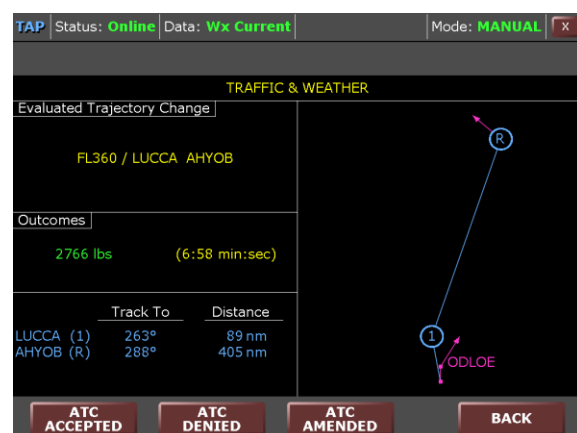 TAP Status: Online Data: Wx Current Mode: MANUAL x
TRAFFIC & WEATHER
Evaluated Trajectory Change
FL360 / LUCCA AHYOB
Outcomes
2766 lbs (6:58 min:sec)
Track To Distance
LUCCA (1) 263° 89 nm
AHYOB (R) 288° 405 nm
R
1
ODLOE
ATC ACCEPTED
ATC DENIED
ATC AMENDED
BACK